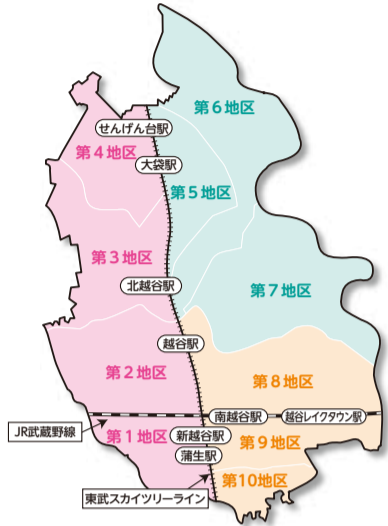 第6地区
せんげん台駅
第4地区
大袋駅
第5地区
第3地区
北越谷駅
第7地区
越谷駅
第2地区
第8地区
南越谷駅
越谷レイクタウン駅
JR武蔵野線
第1地区
新越谷駅
第9地区
蒲生駅
第10地区
東武スカイツリーライン